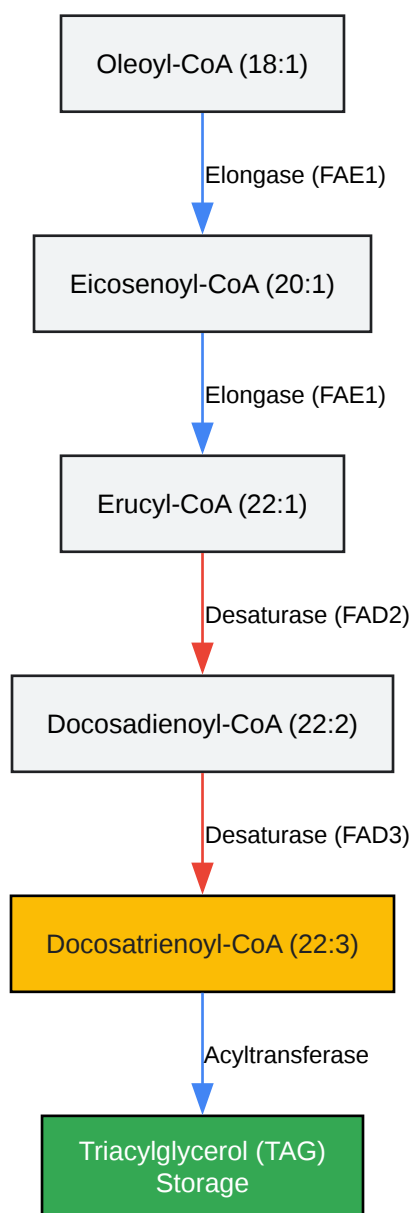 Oleoyl-CoA (18:1)
Elongase (FAE1)
Eicosenoyl-CoA (20:1)
Elongase (FAE1)
Erucyl-CoA (22:1)
Desaturase (FAD2)
Docosadienoyl-CoA (22:2)
Desaturase (FAD3)
Docosatrienoyl-CoA (22:3)
Acyltransferase
Triacylglycerol (TAG)
Storage